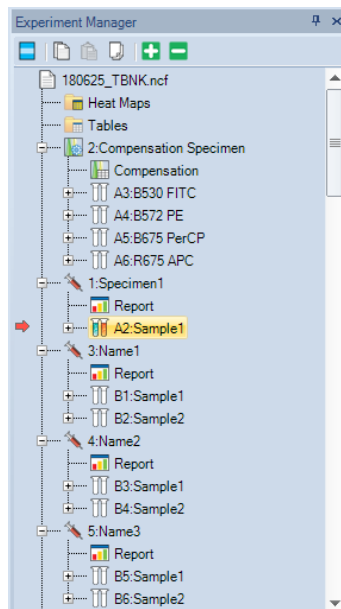 Experiment Manager
180625_TBNK.ncf
Heat Maps
Tables
2:Compensation Specimen
Compensation
A3:B530 FITC
A4:B572 PE
A5:B675 PerCP
A6:R675 APC
1:Specimen1
Report
A2:Sample1
3:Name1
Report
B1:Sample1
B2:Sample2
4:Name2
Report
B3:Sample1
B4:Sample2
5:Name3
Report
B5:Sample1
B6:Sample2